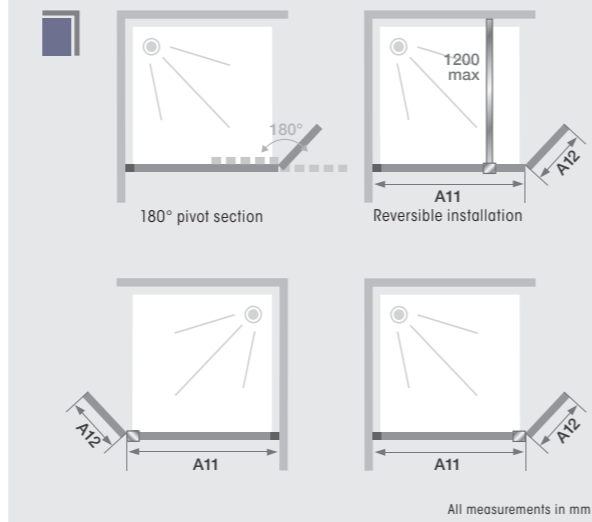 180°
180° pivot section
1200
max
A12
A11
Reversible installation
A12
A11
A12
A11
All measurements in mm